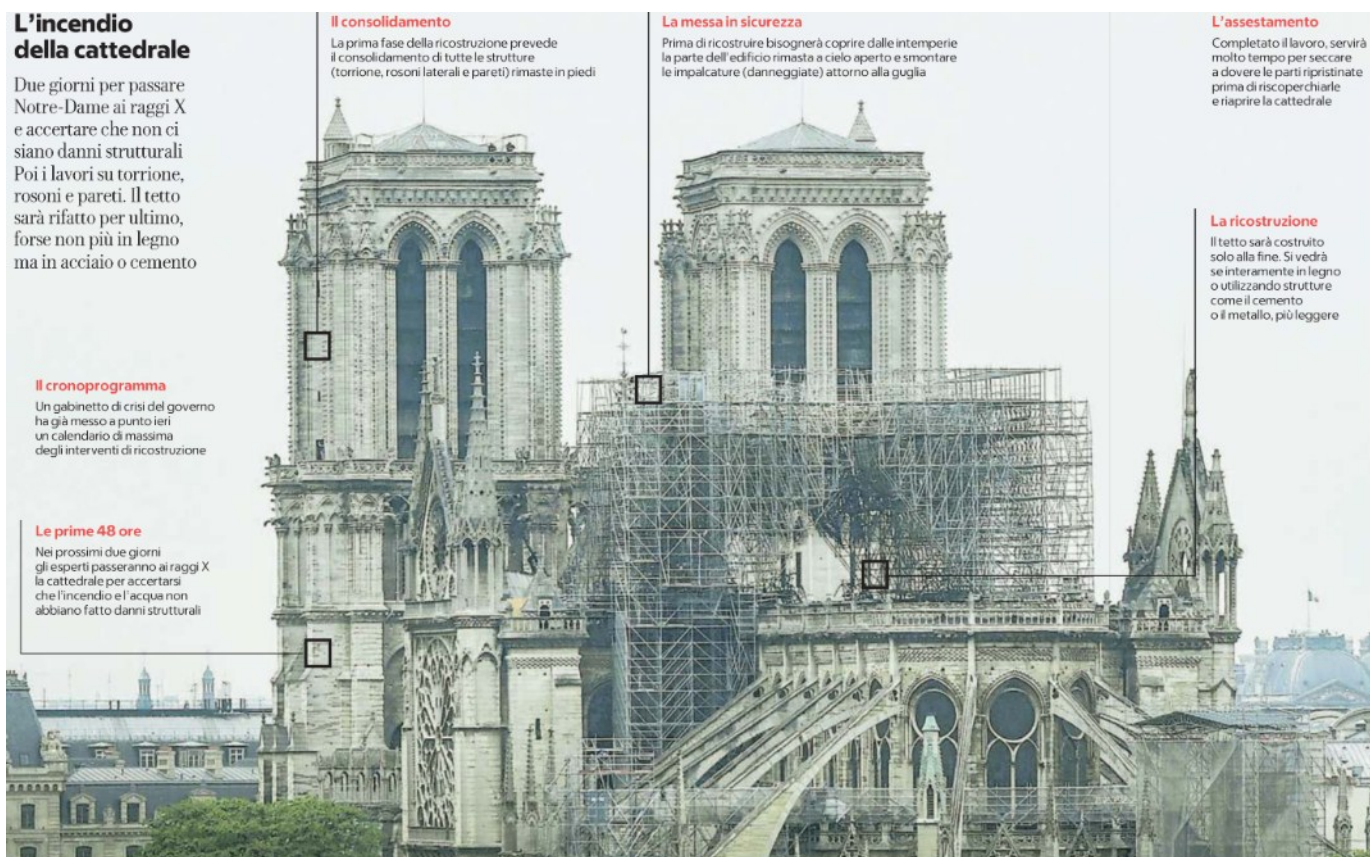 L'incendio
della cattedrale
Due giorni per passare
Notre-Dame ai raggi X
e accertare che non ci
siano danni strutturali
Poi i lavori su torrione,
rosoni e pareti. Il tetto
sarà rifatto per ultimo,
forse non più in legno
ma in acciaio o cemento
Il cronoprogramma
Un gabinetto di crisi del governo
ha già messo a punto ieri
un calendario di massima
degli interventi di ricostruzione
Le prime 48 ore
Nei prossimi due giorni
gli esperti passeranno ai raggi X
la cattedrale per accertarsi
che l'incendio e l'acqua non
abbiano fatto danni strutturali
Il consolidamento
La prima fase della ricostruzione prevede
il consolidamento di tutte le strutture
(torrione, rosoni laterali e pareti) rimaste in piedi
La messa in sicurezza
Prima di ricostruire bisognerà coprire dalle intemperie
la parte dell'edificio rimasta a cielo aperto e smontare
le impalcature (danneggiate) attorno alla guglia
L'assestamento
Completato il lavoro, servirà
molto tempo per seccare
a dovere le parti ripristinate
prima di riscoperchiarle
e riaprire la cattedrale
La ricostruzione
Il tetto sarà costruito
solo alla fine. Si vedrà
se interamente in legno
o utilizzando strutture
come il cemento
o il metallo, più leggere